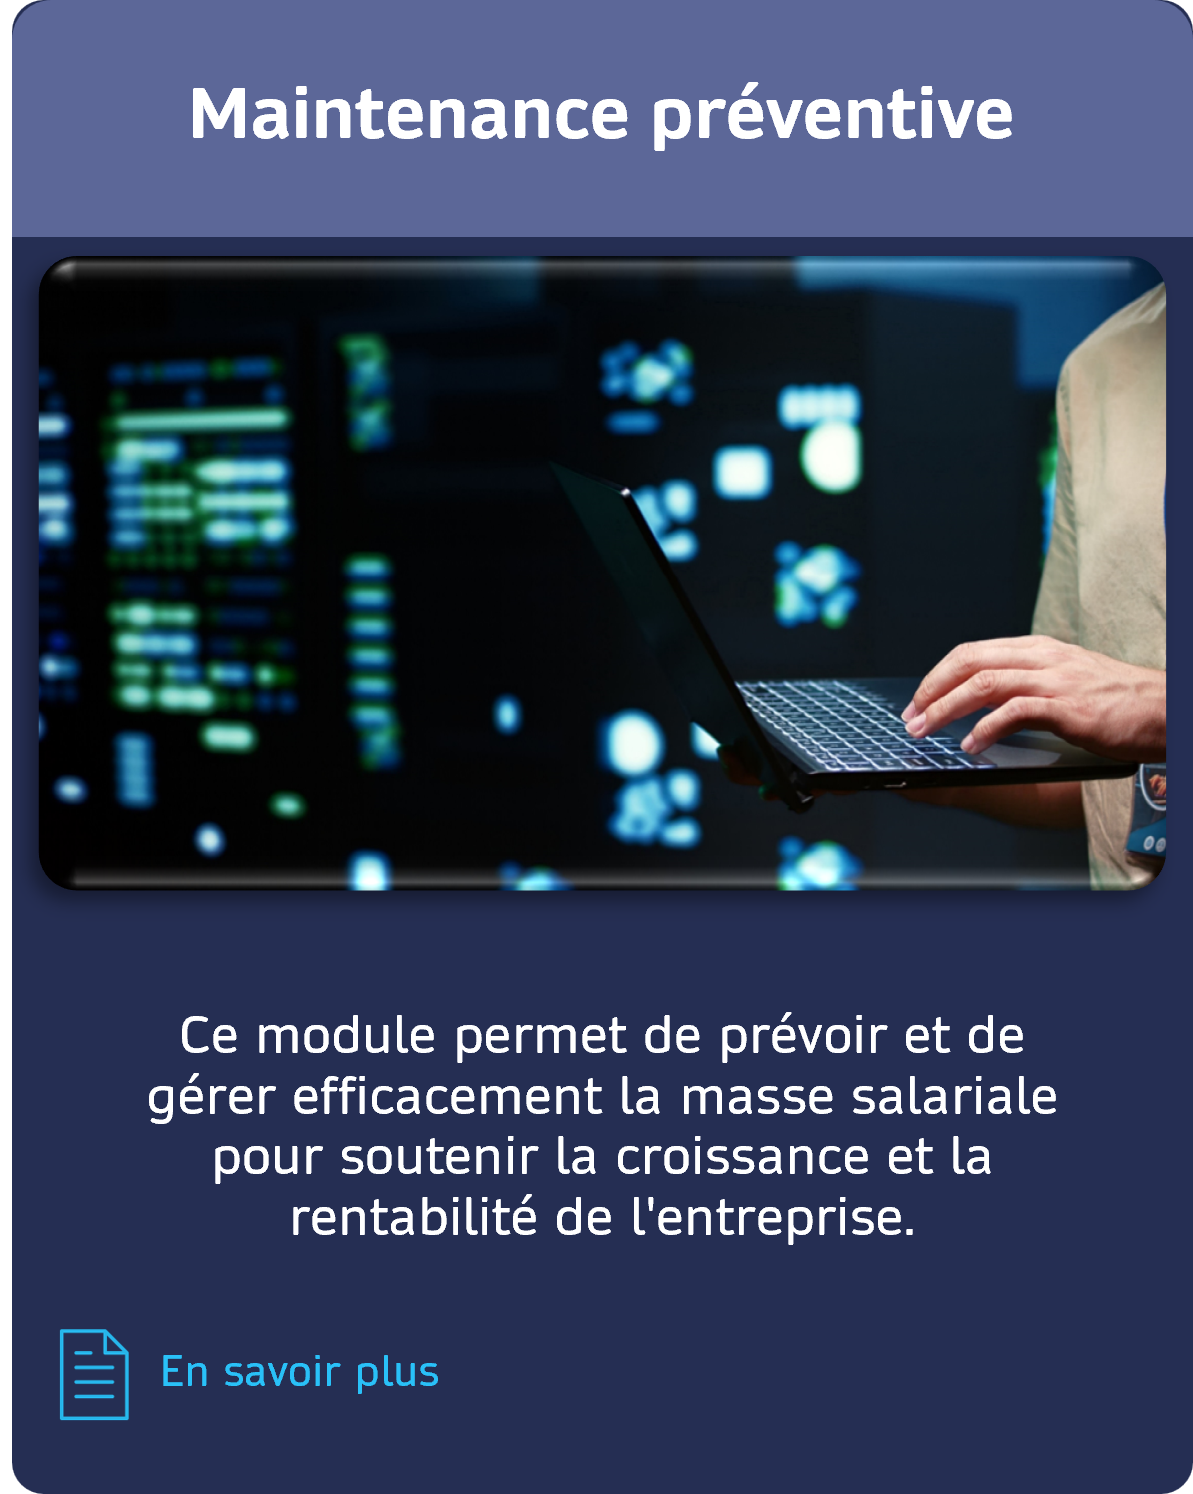 Maintenance préventive
Ce module permet de prévoir et de
gérer efficacement la masse salariale
pour soutenir la croissance et la
rentabilité de l'entreprise.
En savoir plus